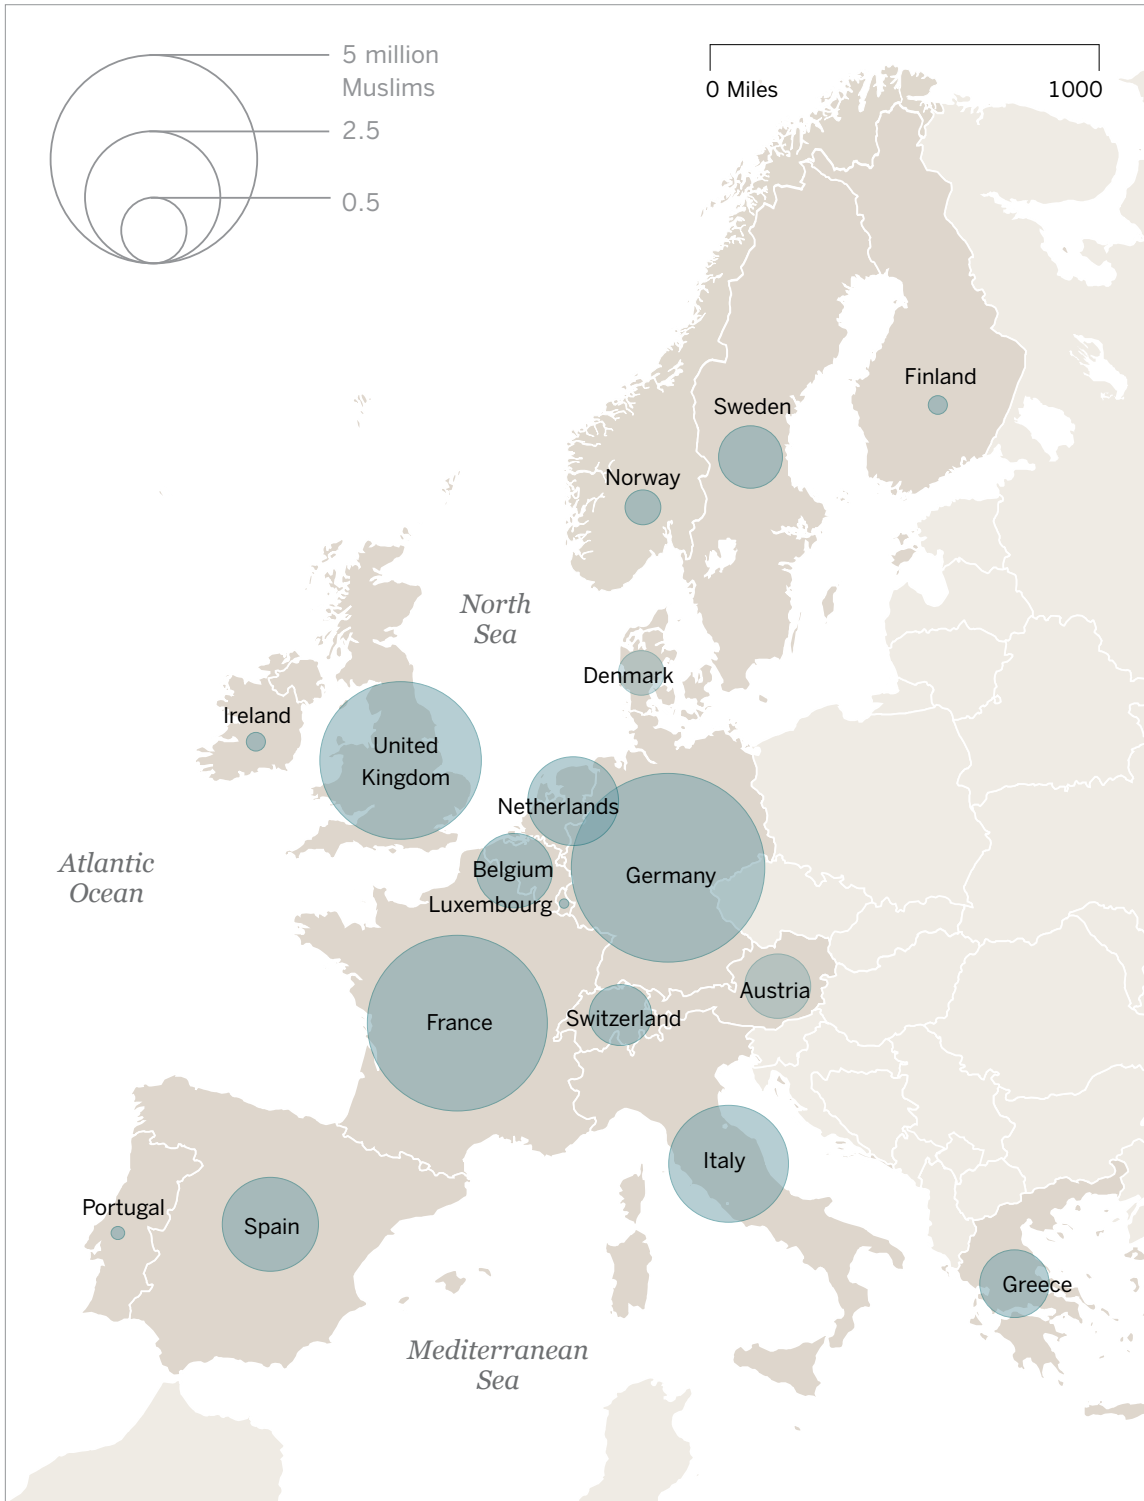 5 million
Muslims
2.5
0.5
0 Miles
1000
Finland
Sweden
Norway
North
Sea
Denmark
Ireland
United
Kingdom
Netherlands
Atlantic
Ocean
Belgium
Germany
Luxembourg
Austria
France
Switzerland
Italy
Portugal
Spain
Greece
Mediterranean
Sea